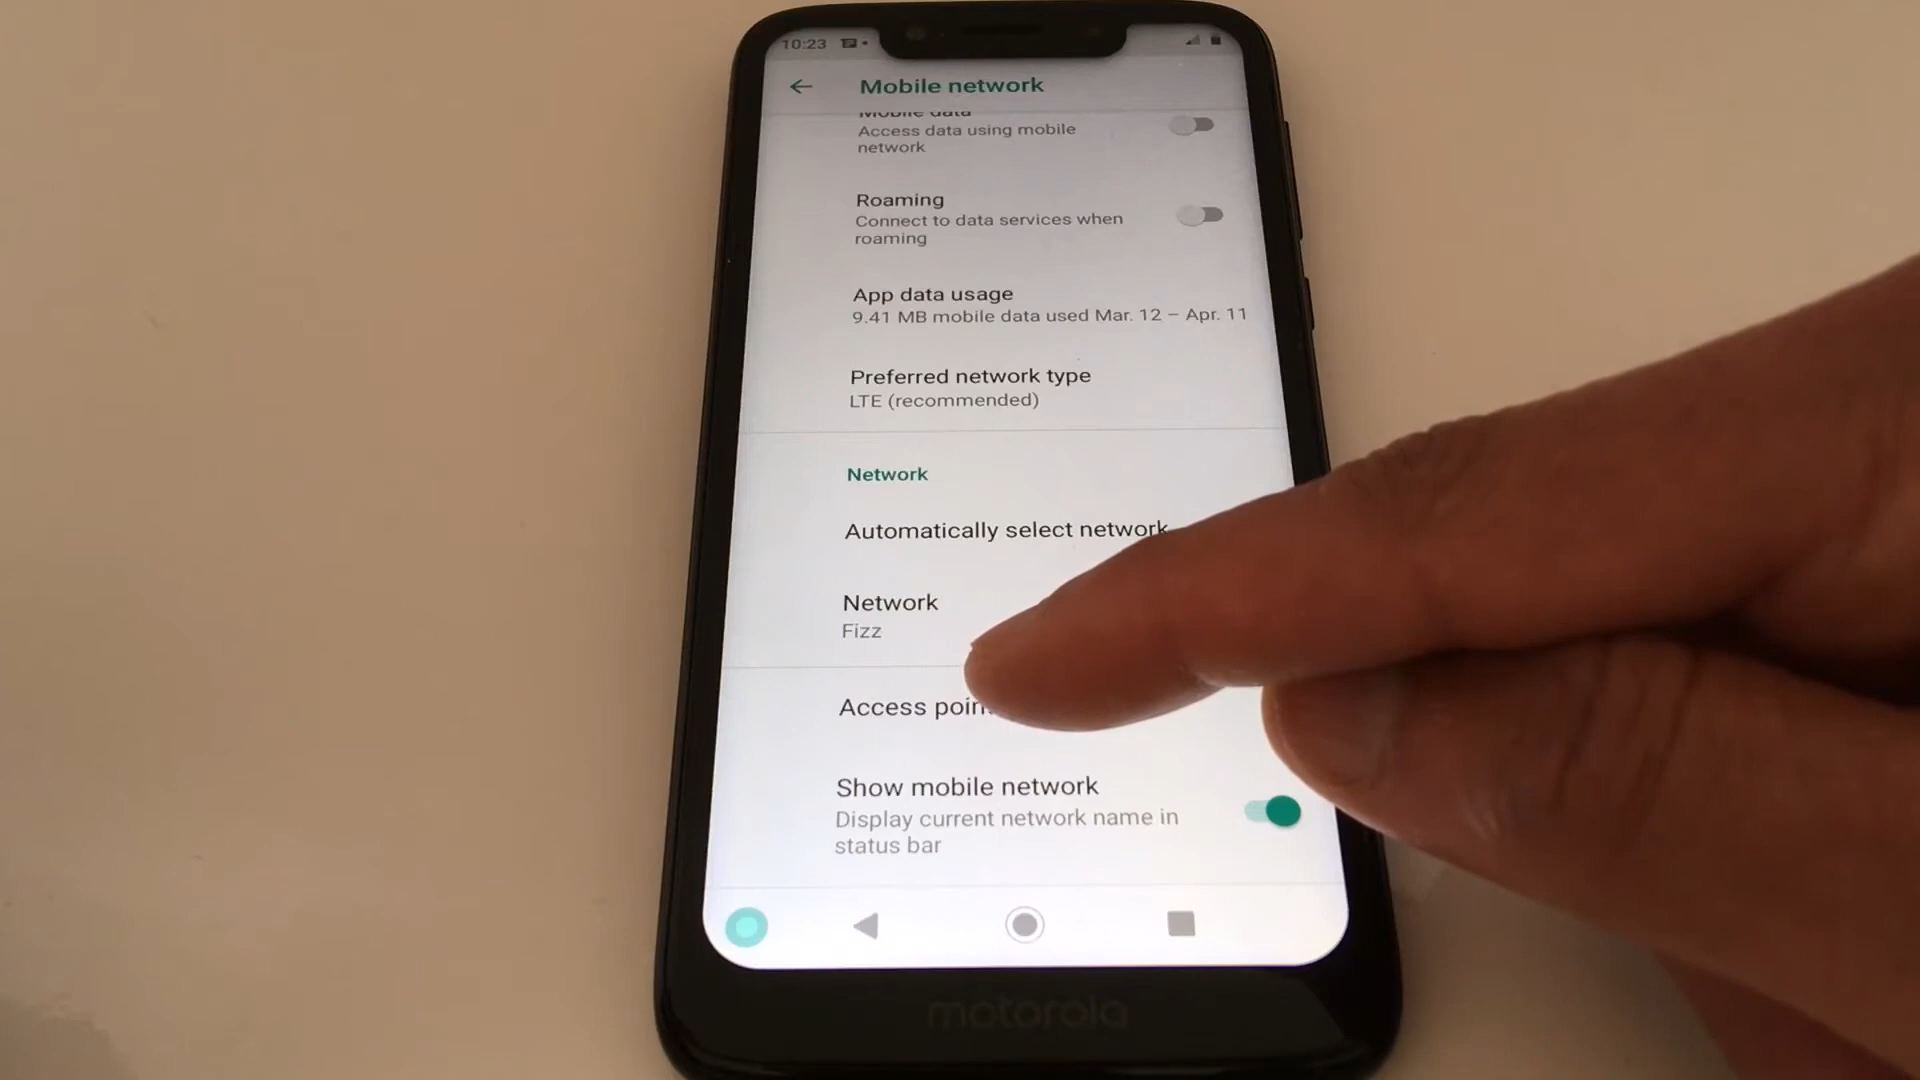 10:23
Mobile network
Mobile data
Access data using mobile
network
Roaming
Connect to data services when
roaming
App data usage
9.41 MB mobile data used Mar. 12 – Apr. 11
Preferred network type
LTE (recommended)
Network
Automatically select network
Network
Fizz
Access poin
Show mobile network
Display current network name in
status bar
motorola